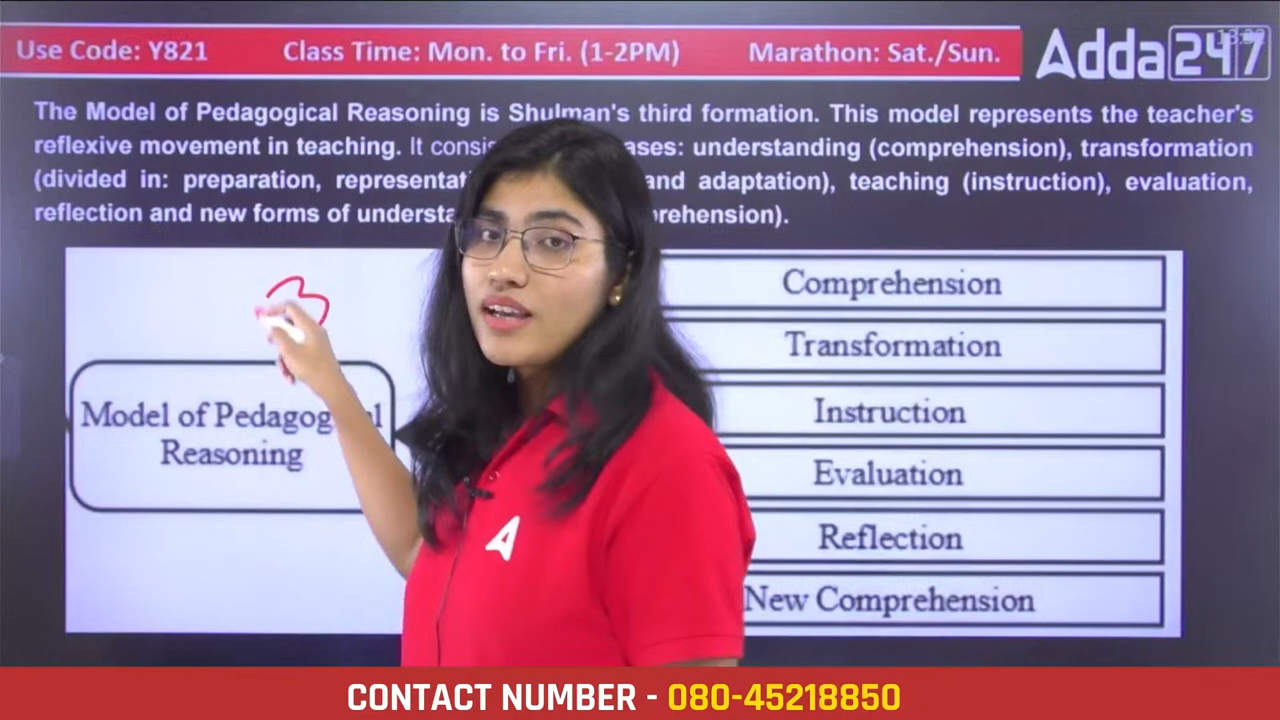 Use Code: Y821 Class Time: Mon. to Fri. (1-2PM) Marathon: Sat./Sun. Adda247
The Model of Pedagogical Reasoning is Shulman's third formation. This model represents the teacher's
reflexive movement in teaching. It consis ases: understanding (comprehension), transformation
(divided in: preparation, representati and adaptation), teaching (instruction), evaluation,
reflection and new forms of understa prehension).
Comprehension
Transformation
Model of Pedagog al
Reasoning
Instruction
Evaluation
Reflection
New Comprehension
A
CONTACT NUMBER - 080-45218850